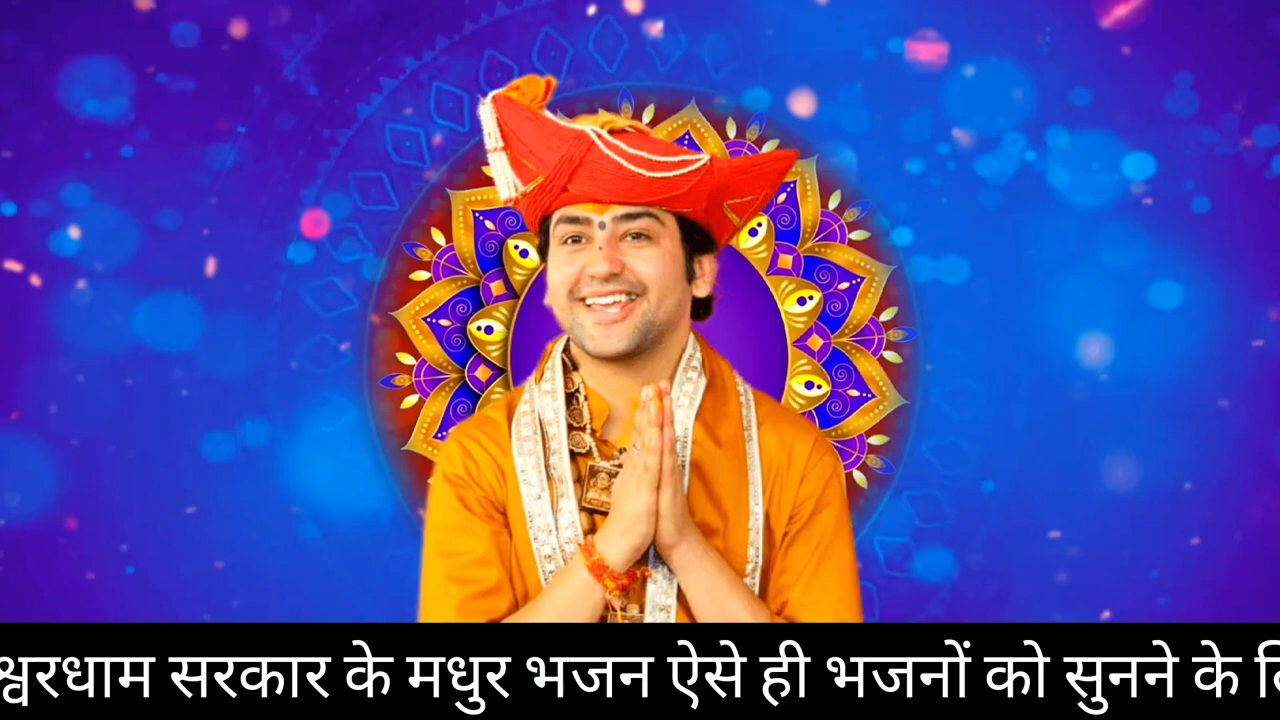 श्वरधाम सरकार के मधुर भजन ऐसे ही भजनों को सुनने के लि